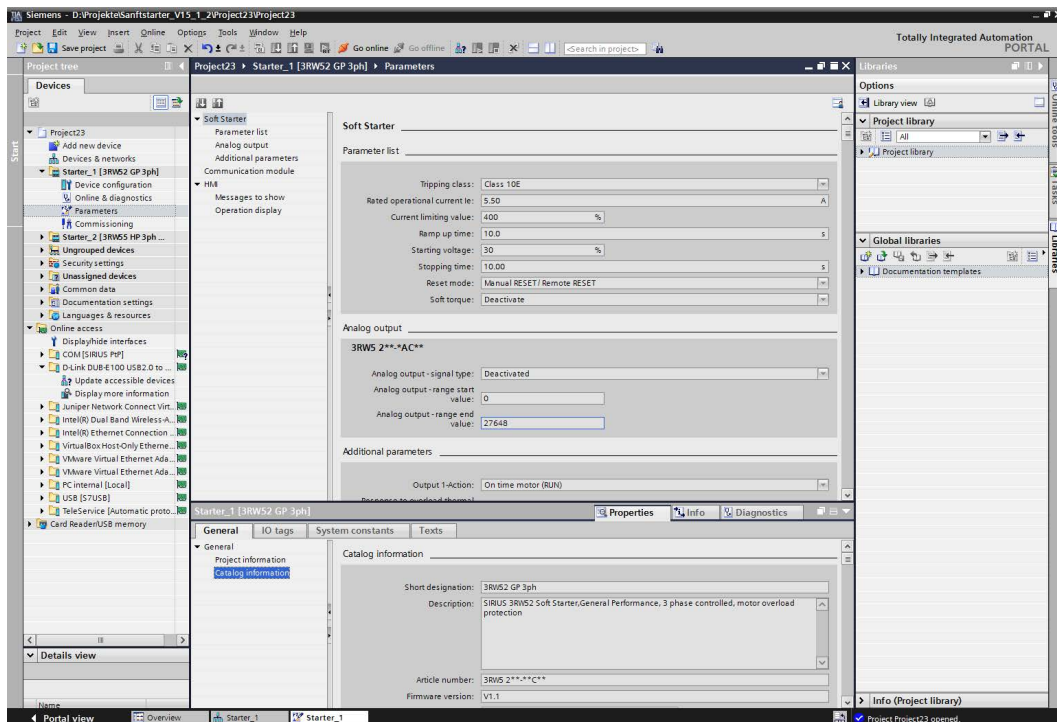 Siemens - D:\Projekte\Sanftstarter_V15_1_2\Project23\Project23
Project Edit View Insert Online Options Tools Window Help
Totally Integrated Automation
PORTAL
Save project
Go online
Go offline
<Search in project>
Project tree
Devices
Project23
Add new device
Devices & networks
Starter_1 [3RW52 GP 3ph]
Device configuration
Online & diagnostics
Parameters
Commissioning
Starter_2 [3RW55 HP 3ph ...
Ungrouped devices
Security settings
Unassigned devices
Common data
Documentation settings
Languages & resources
Online access
Display/hide interfaces
COM [SIRIUS PtP]
D-Link DUB-E100 USB2.0 to ...
Update accessible devices
Display more information
Juniper Network Connect Virt...
Intel(R) Dual Band Wireless-A...
Intel(R) Ethernet Connection ...
VirtualBox Host-Only Etherne...
VMware Virtual Ethernet Ada...
VMware Virtual Ethernet Ada...
PC internal [Local]
USB [S7USB]
TeleService [Automatic proto...
Card Reader/USB memory
Details view
Name
Start
Project23 ▸ Starter_1 [3RW52 GP 3ph] ▸ Parameters
Soft Starter
Parameter list
Analog output
Additional parameters
Communication module
HMI
Messages to show
Operation display
Soft Starter
Parameter list
Tripping class: Class 10E
Rated operational current Ie: 5.50 A
Current limiting value: 400 %
Ramp up time: 10.0 s
Starting voltage: 30 %
Stopping time: 10.00 s
Reset mode: Manual RESET / Remote RESET
Soft torque: Deactivate
Analog output
3RW5 2**-*AC**
Analog output - signal type: Deactivated
Analog output - range start
value: 0
Analog output - range end
value: 27648
Additional parameters
Output 1-Action: On time motor (RUN)
Response to overload thermal
Starter_1 [3RW52 GP 3ph]
Properties Info Diagnostics
General IO tags System constants Texts
General
Project information
Catalog information
Catalog information
Short designation: 3RW52 GP 3ph
Description: SIRIUS 3RW52 Soft Starter,General Performance, 3 phase controlled, motor overload
protection
Article number: 3RW5 2**-**C**
Firmware version: V1.1
Libraries
Options
Library view
Project library
All
Project library
Global libraries
Documentation templates
Info (Project library)
Online tools
Tasks
Libraries
Portal view
Overview
Starter_1
Starter_1
Project Project23 opened.